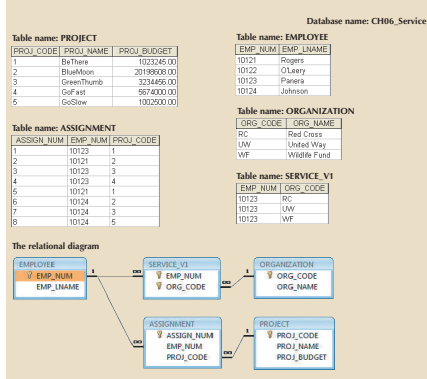 Database name: CH06_Service
Table name: PROJECT
PROJ_CODE PROJ_NAME PROJ_BUDGET
1 BeThere 1023245.00
2 BlueMoon 20198608.00
3 GreenThumb 3234456.00
4 GoFast 5674000.00
5 GoSlow 1002500.00
Table name: EMPLOYEE
EMP_NUM EMP_LNAME
10121 Rogers
10122 O'Leery
10123 Panera
10124 Johnson
Table name: ORGANIZATION
ORG_CODE ORG_NAME
RC Red Cross
UW United Way
WF Wildlife Fund
Table name: ASSIGNMENT
ASSIGN_NUM EMP_NUM PROJ_CODE
1 10123 1
2 10121 2
3 10123 3
4 10123 4
5 10121 1
6 10124 2
7 10124 3
8 10124 5
Table name: SERVICE_V1
EMP_NUM ORG_CODE
10123 RC
10123 UW
10123 WF
The relational diagram
EMPLOYEE
EMP_NUM
EMP_LNAME
1
SERVICE_V1
EMP_NUM
ORG_CODE
∞
∞
1
ORGANIZATION
ORG_CODE
ORG_NAME
ASSIGNMENT
ASSIGN_NUM
EMP_NUM
PROJ_CODE
∞
∞
1
PROJECT
PROJ_CODE
PROJ_NAME
PROJ_BUDGET